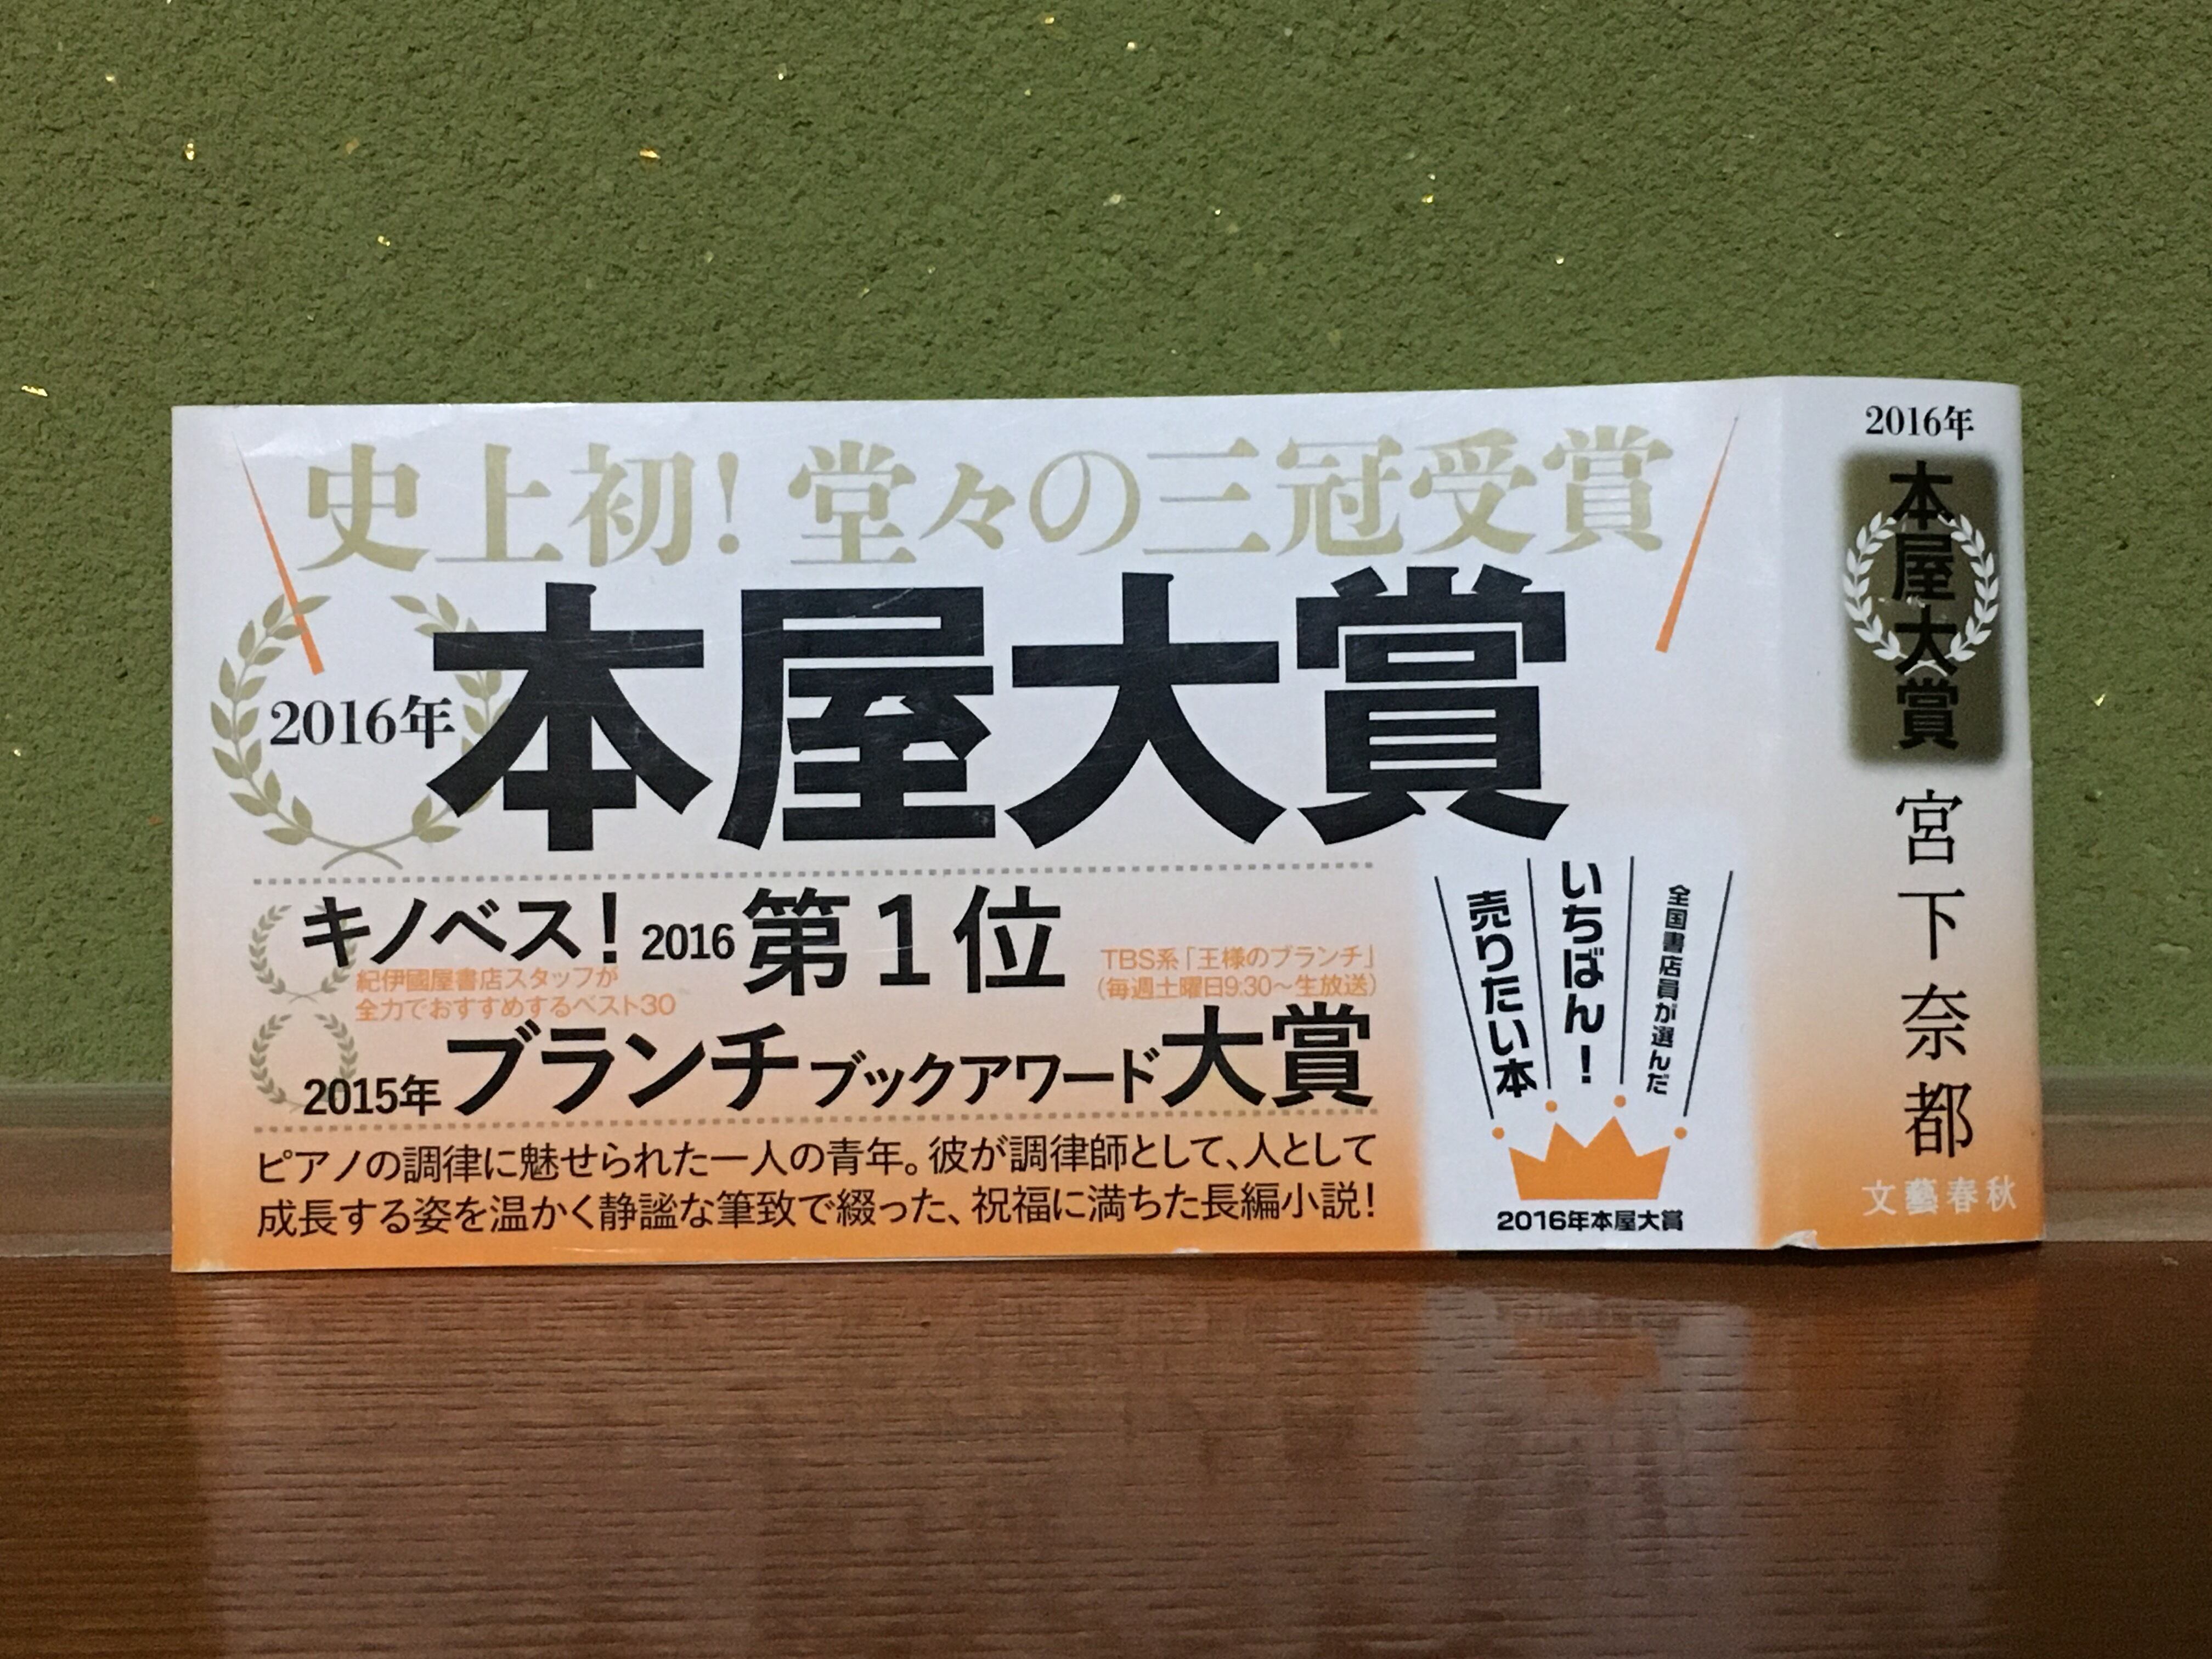 史上初! 堂々の三冠受賞
2016年
本屋大賞
キノベス! 2016 第1位
紀伊國屋書店スタッフが
全力でおすすめするベスト30
TBS系「王様のブランチ」
(毎週土曜日9:30~生放送)
2015年 ブランチブックアワード大賞
ピアノの調律に魅せられた一人の青年。彼が調律師として、人として
成長する姿を温かく静謐な筆致で綴った、祝福に満ちた長編小説!
全国書店員が選んだ
いちばん!
売りたい本
2016年本屋大賞
2016年
本屋大賞
宮下奈都
文藝春秋